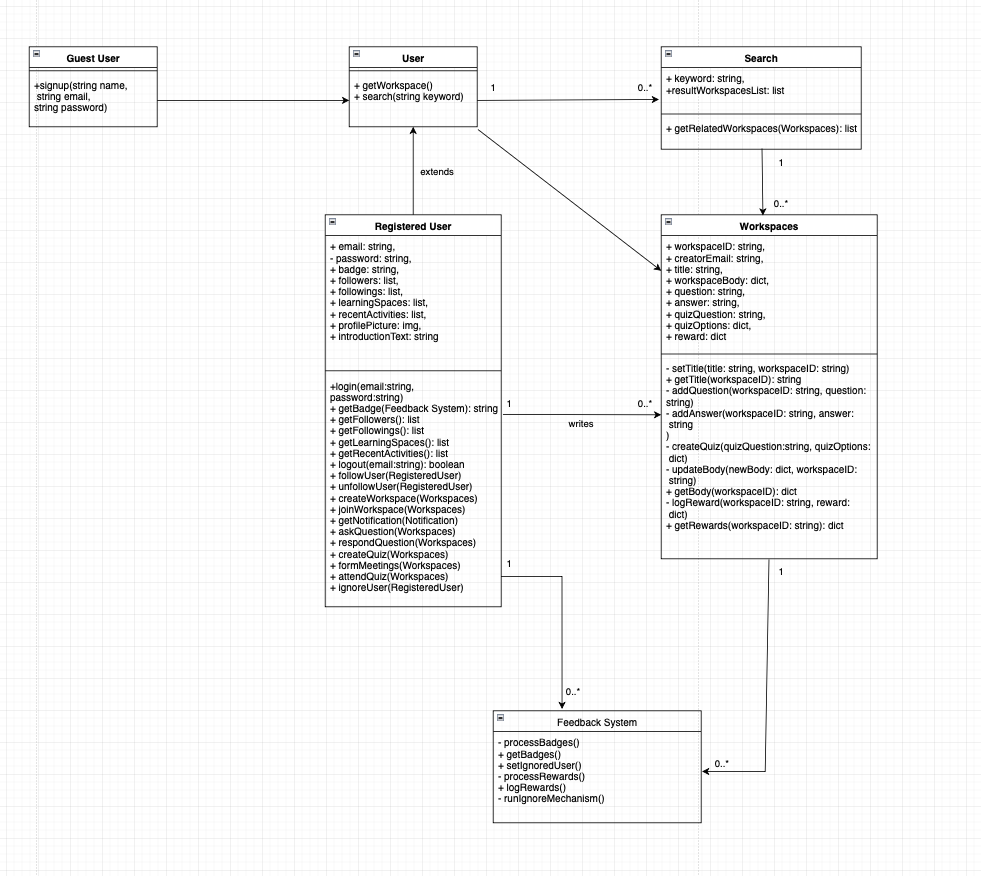 Guest User
+signup(string name,
string email,
string password)
User
+ getWorkspace()
+ search(string keyword)
1
0..*
Search
+ keyword: string,
+resultWorkspacesList: list
+ getRelatedWorkspaces(Workspaces): list
1
0..*
extends
Registered User
+ email: string,
- password: string,
+ badge: string,
+ followers: list,
+ followings: list,
+ learningSpaces: list,
+ recentActivities: list,
+ profilePicture: img,
+ introductionText: string
+login(email:string,
password:string)
+ getBadge(Feedback System): string
+ getFollowers(): list
+ getFollowings(): list
+ getLearningSpaces(): list
+ getRecentActivities(): list
+ logout(email:string): boolean
+ followUser(RegisteredUser)
+ unfollowUser(RegisteredUser)
+ createWorkspace(Workspaces)
+ joinWorkspace(Workspaces)
+ getNotification(Notification)
+ askQuestion(Workspaces)
+ respondQuestion(Workspaces)
+ createQuiz(Workspaces)
+ formMeetings(Workspaces)
+ attendQuiz(Workspaces)
+ ignoreUser(RegisteredUser)
1
0..*
writes
Workspaces
+ workspaceID: string,
+ creatorEmail: string,
+ title: string,
+ workspaceBody: dict,
+ question: string,
+ answer: string,
+ quizQuestion: string,
+ quizOptions: dict,
+ reward: dict
- setTitle(title: string, workspaceID: string)
+ getTitle(workspaceID): string
- addQuestion(workspaceID: string, question:
string)
- addAnswer(workspaceID: string, answer:
string
)
- createQuiz(quizQuestion:string, quizOptions:
dict)
- updateBody(newBody: dict, workspaceID:
string)
+ getBody(workspaceID): dict
- logReward(workspaceID: string, reward:
dict)
+ getRewards(workspaceID: string): dict
1
1
0..*
Feedback System
- processBadges()
+ getBadges()
+ setIgnoredUser()
- processRewards()
+ logRewards()
- runIgnoreMechanism()
0..*